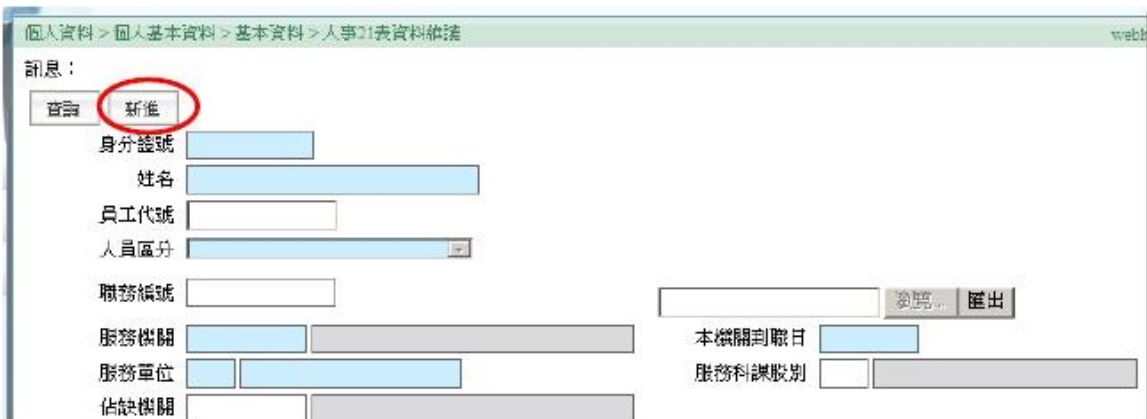 個人資料 > 個人基本資料 > 基本資料 > 人事21表資料維護 webh
訊息：
查詢 新進
身分證號
姓名
員工代號
人員區分
職務編號 瀏覽... 匯出
服務機關 本機關到職日
服務單位 服務科課股別
佔缺機關